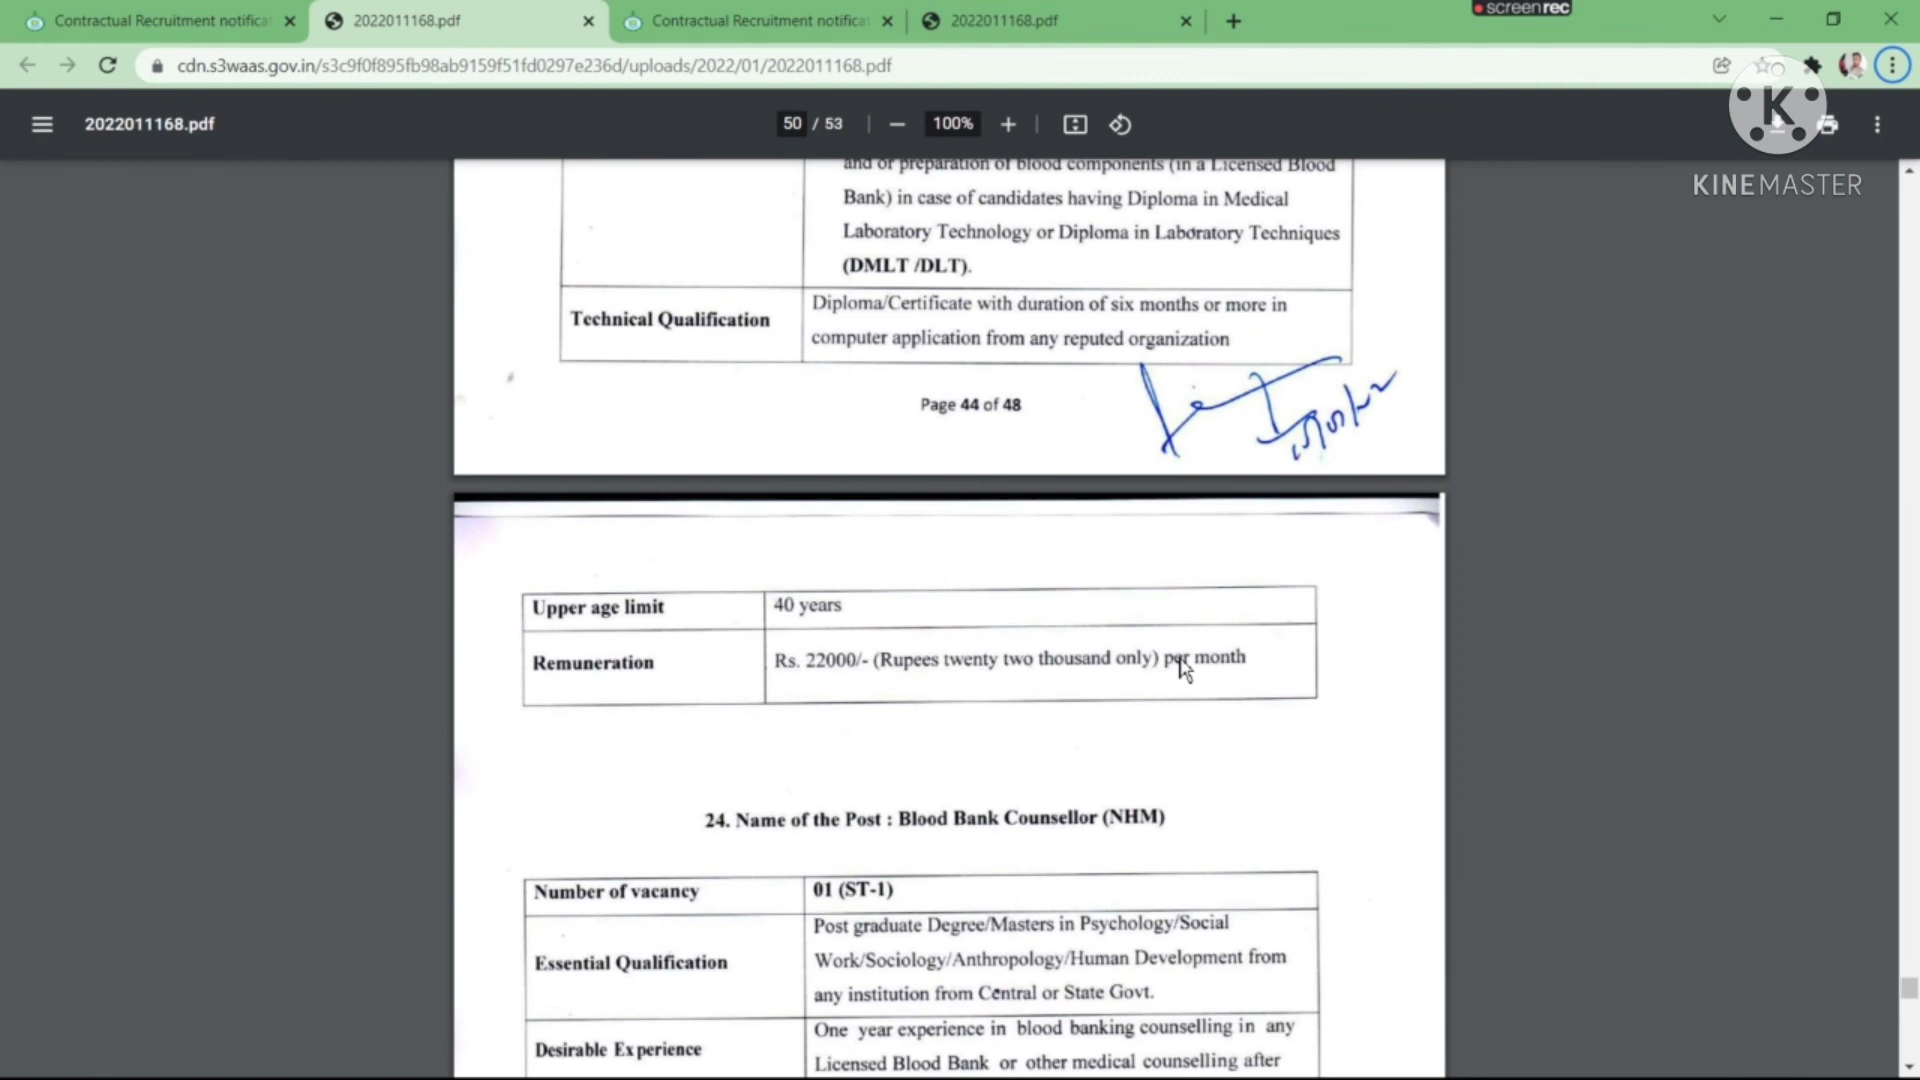 screenrec
Contractual Recruitment notificat
2022011168.pdf
Contractual Recruitment notificat
2022011168.pdf
cdn.s3waas.gov.in/s3c9f0f895fb98ab9159f51fd0297e236d/uploads/2022/01/2022011168.pdf
2022011168.pdf
50 / 53
100%
K
KINEMASTER
and or preparation of blood components (in a Licensed Blood
Bank) in case of candidates having Diploma in Medical
Laboratory Technology or Diploma in Laboratory Techniques
(DMLT /DLT).
Technical Qualification
Diploma/Certificate with duration of six months or more in
computer application from any reputed organization
Page 44 of 48
Upper age limit
40 years
Remuneration
Rs. 22000/- (Rupees twenty two thousand only) per month
24. Name of the Post : Blood Bank Counsellor (NHM)
Number of vacancy
01 (ST-1)
Essential Qualification
Post graduate Degree/Masters in Psychology/Social
Work/Sociology/Anthropology/Human Development from
any institution from Central or State Govt.
Desirable Experience
One year experience in blood banking counselling in any
Licensed Blood Bank or other medical counselling after